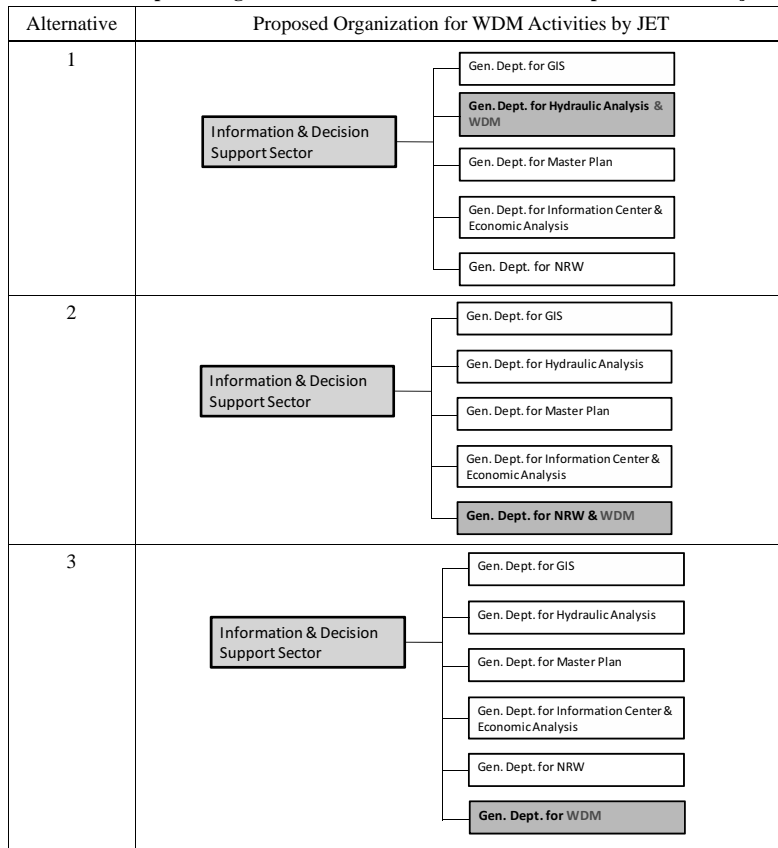 Alternative Proposed Organization for WDM Activities by JET
1
Information & Decision
Support Sector
Gen. Dept. for GIS
Gen. Dept. for Hydraulic Analysis &
WDM
Gen. Dept. for Master Plan
Gen. Dept. for Information Center &
Economic Analysis
Gen. Dept. for NRW
2
Information & Decision
Support Sector
Gen. Dept. for GIS
Gen. Dept. for Hydraulic Analysis
Gen. Dept. for Master Plan
Gen. Dept. for Information Center &
Economic Analysis
Gen. Dept. for NRW & WDM
3
Information & Decision
Support Sector
Gen. Dept. for GIS
Gen. Dept. for Hydraulic Analysis
Gen. Dept. for Master Plan
Gen. Dept. for Information Center &
Economic Analysis
Gen. Dept. for NRW
Gen. Dept. for WDM